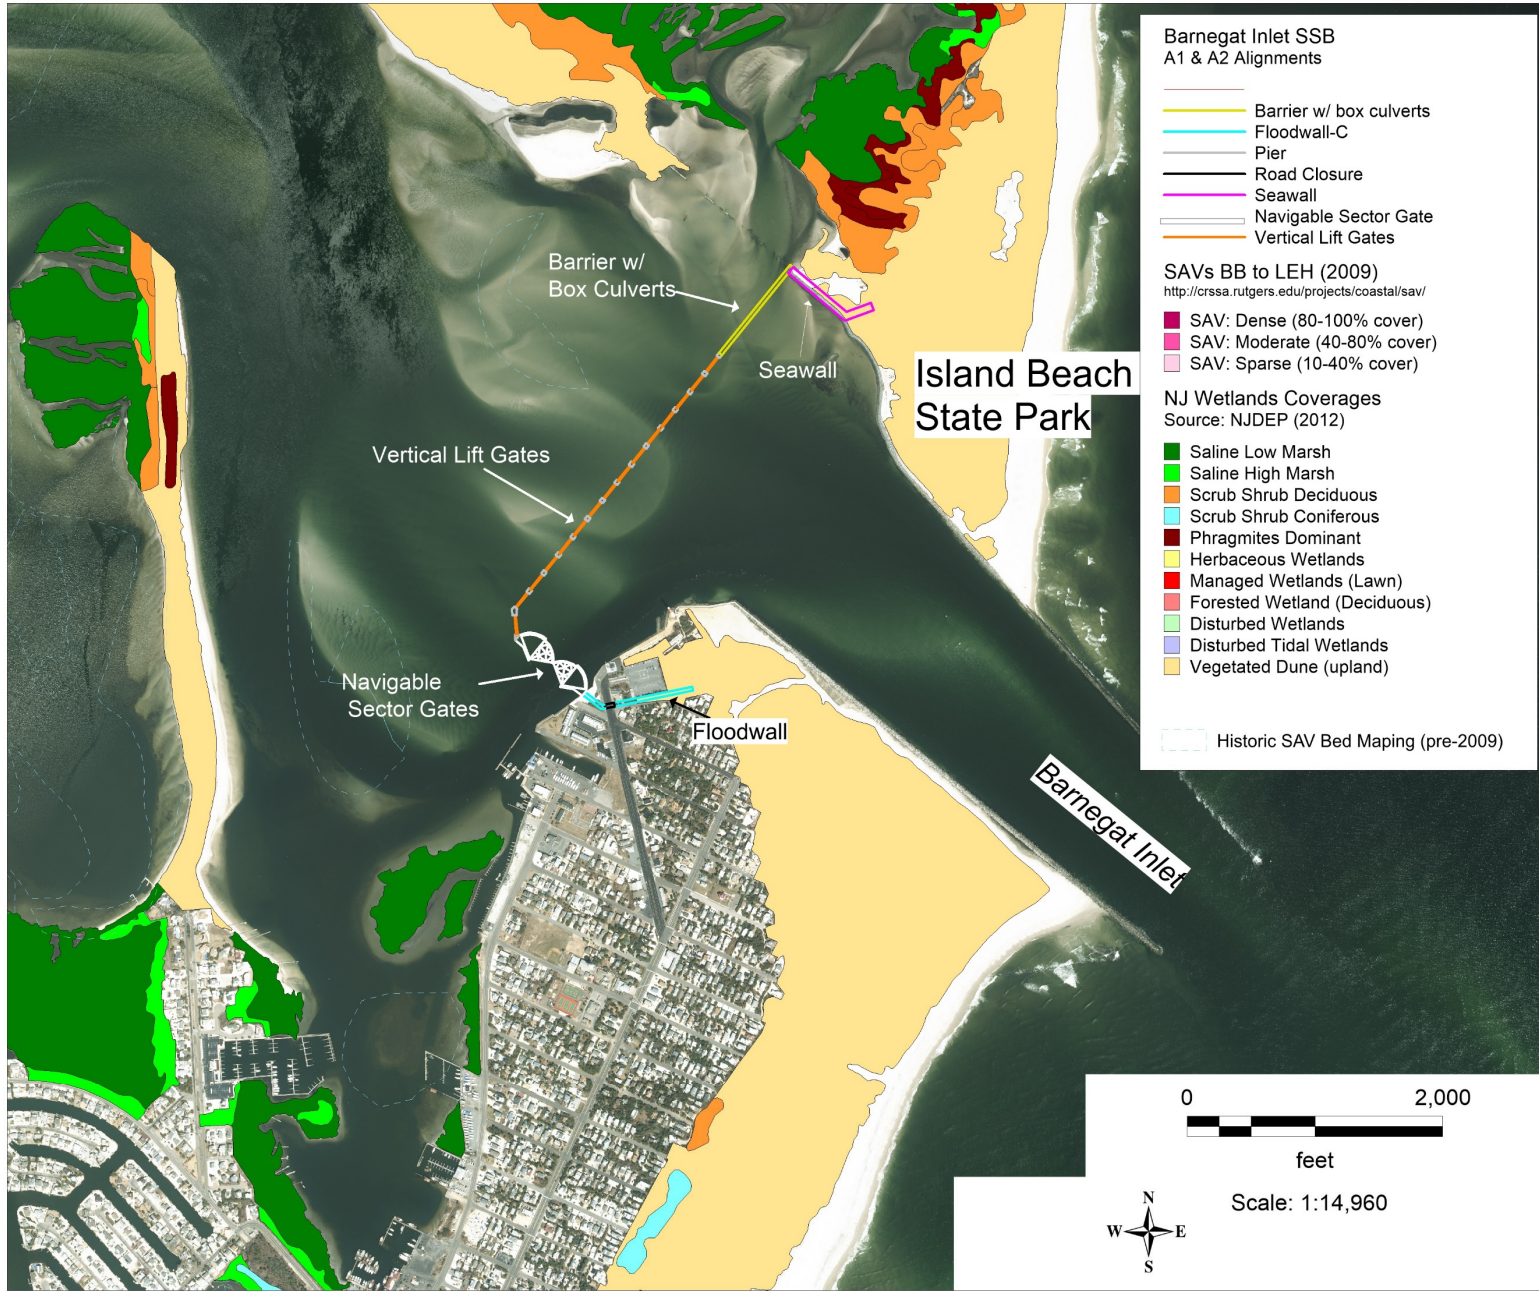 Barnegat Inlet SSB
A1 & A2 Alignments
Barrier w/ box culverts
Floodwall-C
Pier
Road Closure
Seawall
Navigable Sector Gate
Vertical Lift Gates
SAVs BB to LEH (2009)
http://crssa.rutgers.edu/projects/coastal/sav/
SAV: Dense (80-100% cover)
SAV: Moderate (40-80% cover)
SAV: Sparse (10-40% cover)
NJ Wetlands Coverages
Source: NJDEP (2012)
Saline Low Marsh
Saline High Marsh
Scrub Shrub Deciduous
Scrub Shrub Coniferous
Phragmites Dominant
Herbaceous Wetlands
Managed Wetlands (Lawn)
Forested Wetland (Deciduous)
Disturbed Wetlands
Disturbed Tidal Wetlands
Vegetated Dune (upland)
Historic SAV Bed Maping (pre-2009)
Barrier w/
Box Culverts
Seawall
Island Beach
State Park
Vertical Lift Gates
Navigable
Sector Gates
Floodwall
Barnegat Inlet
0 2,000
feet
Scale: 1:14,960
N
W E
S